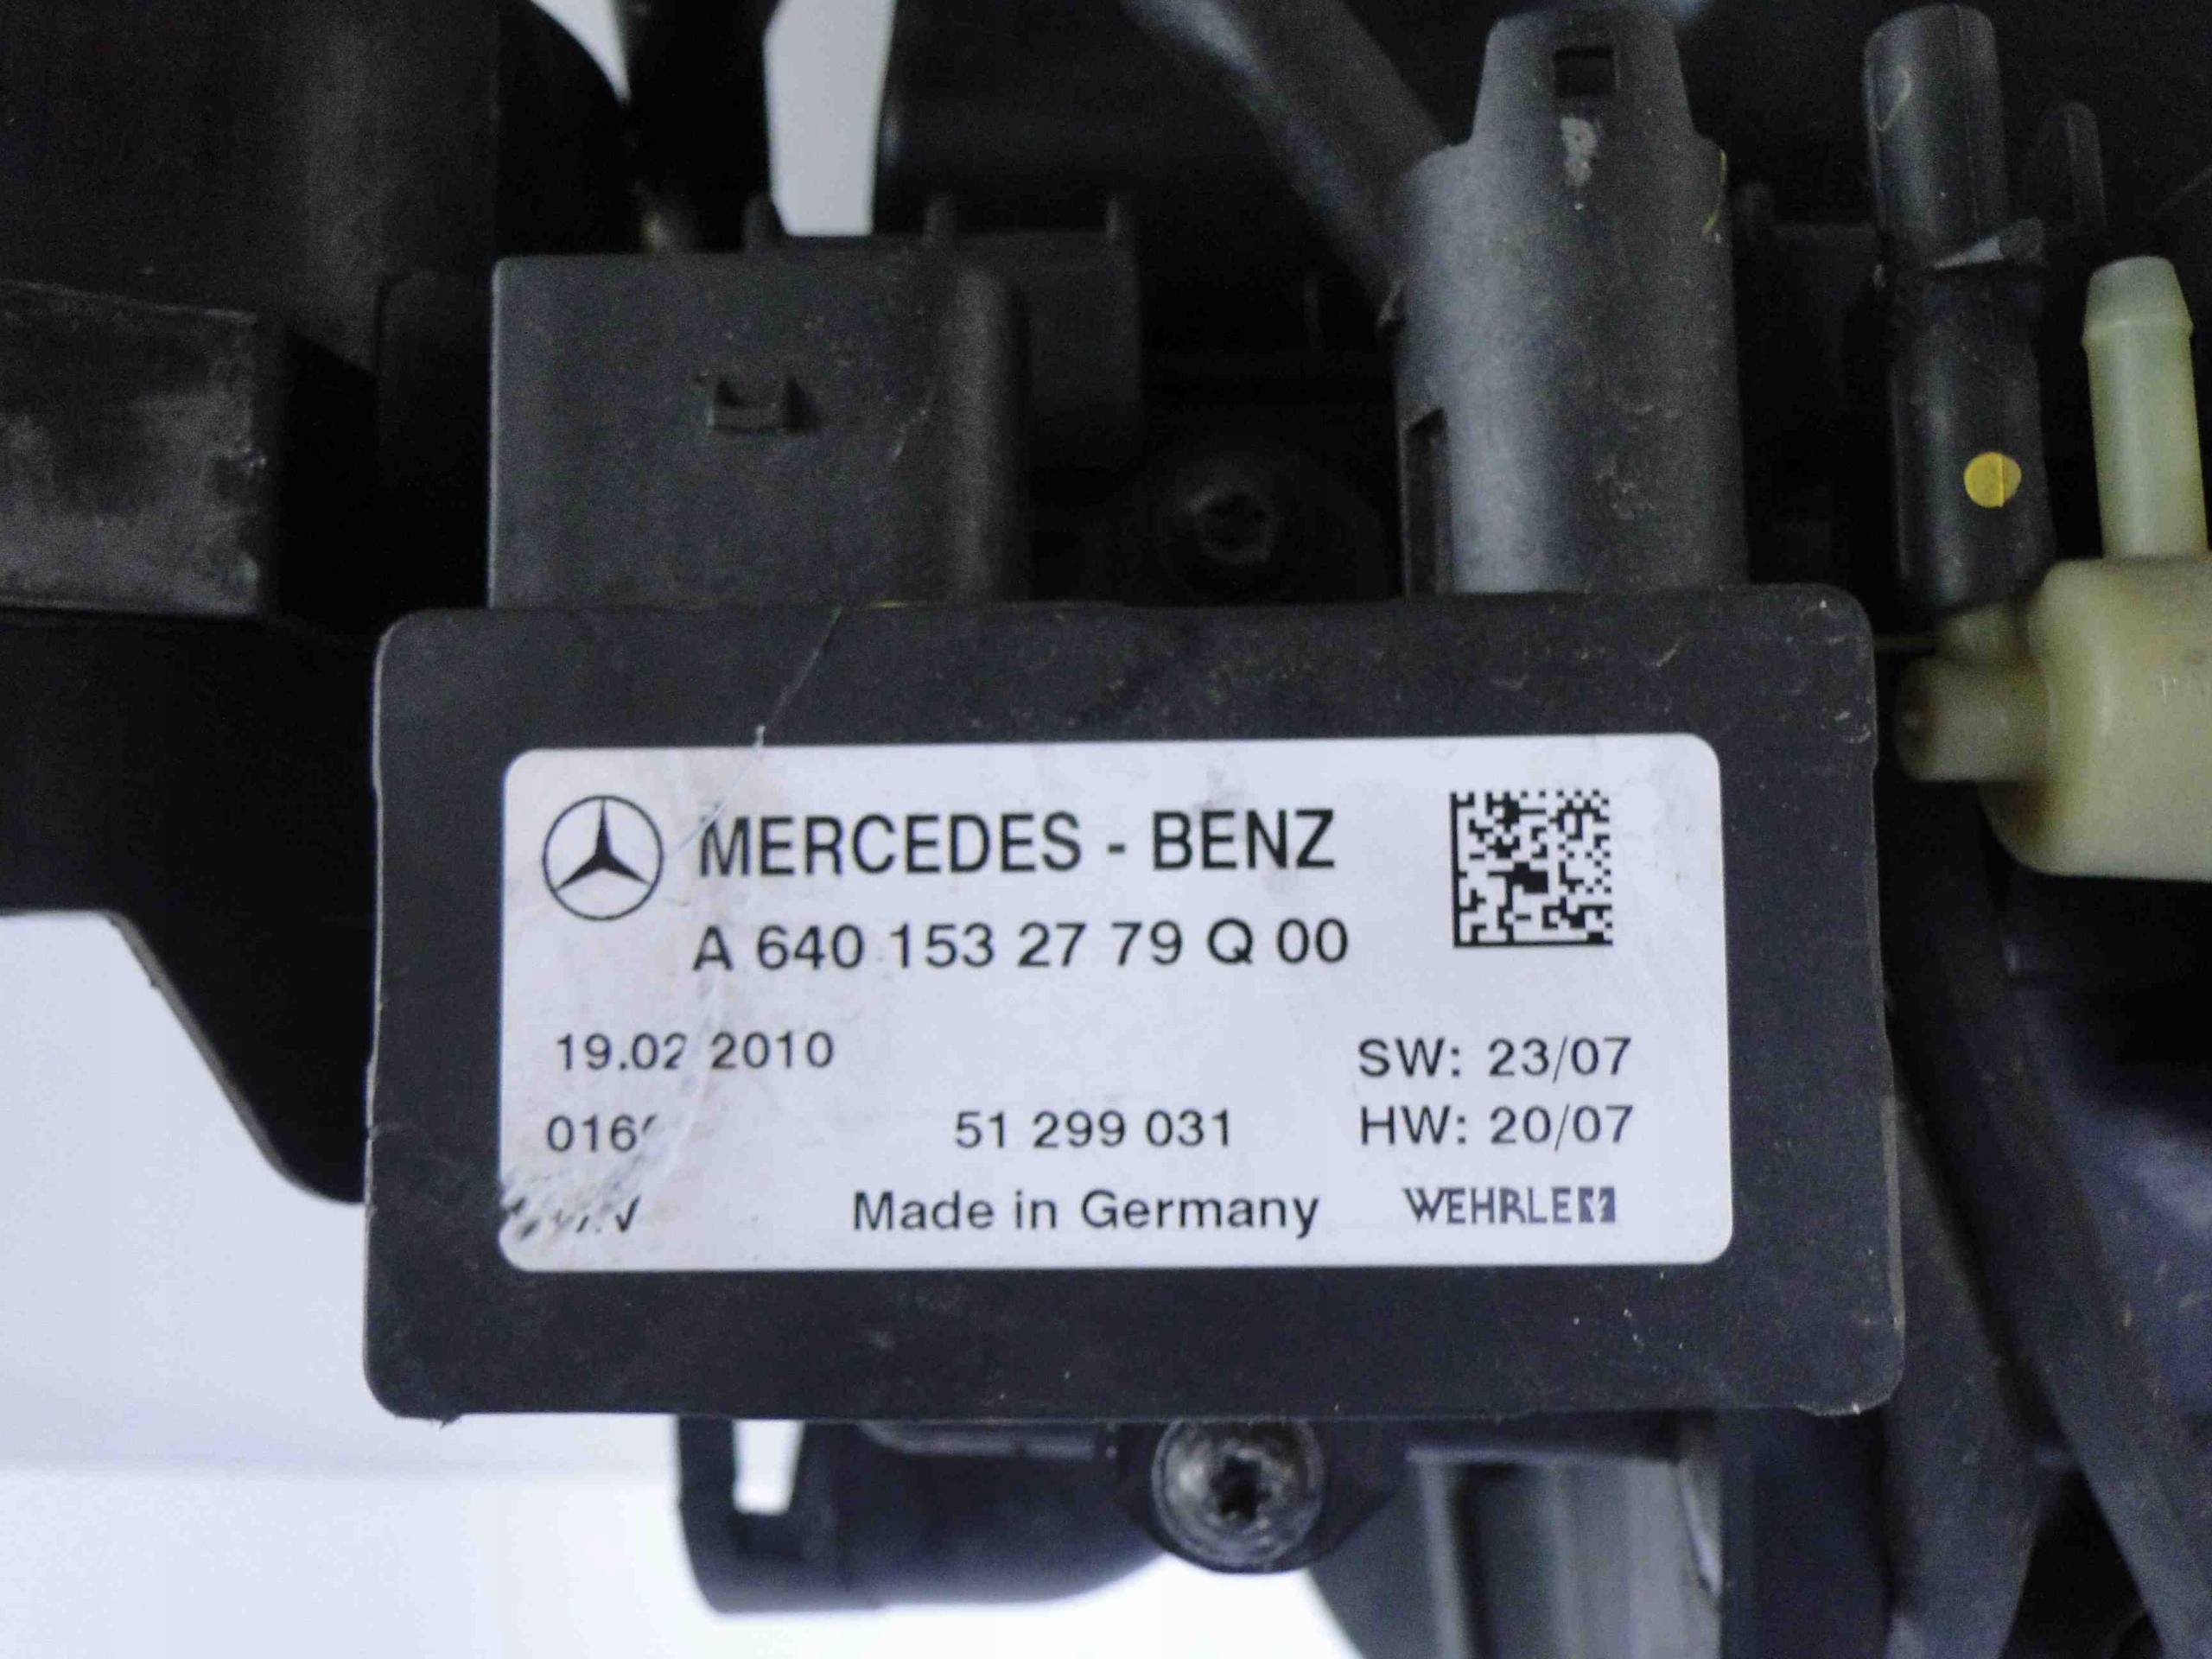 MERCEDES - BENZ
A 640 153 27 79 Q 00
19.02 2010
SW: 23/07
51 299 031
HW: 20/07
Made in Germany
WEHRLE